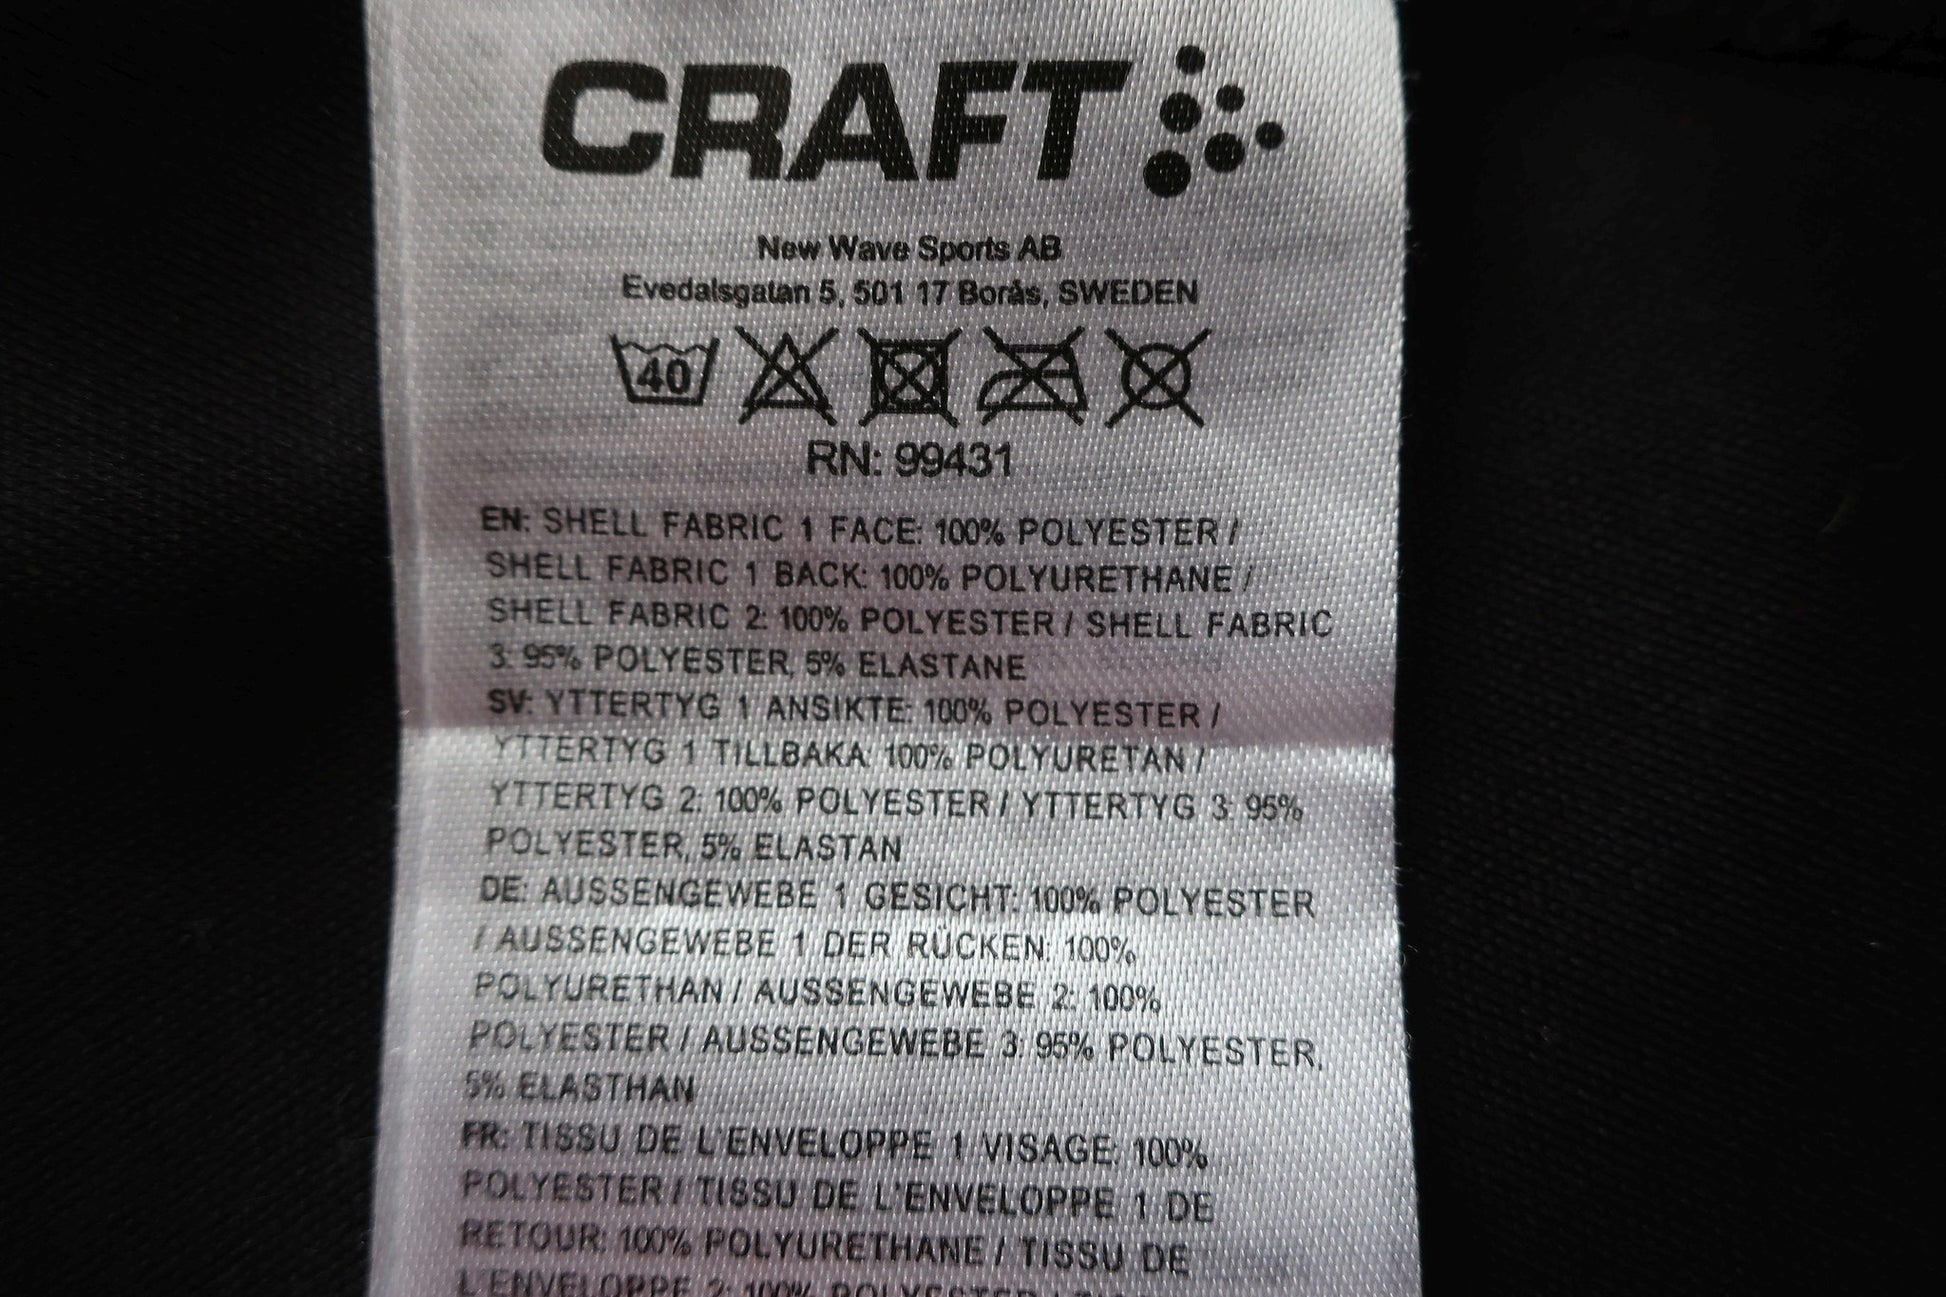 CRAFT
New Wave Sports AB
Evedalsgatan 5, 501 17 Borås, SWEDEN
40
RN: 99431
EN: SHELL FABRIC 1 FACE: 100% POLYESTER /
SHELL FABRIC 1 BACK: 100% POLYURETHANE /
SHELL FABRIC 2: 100% POLYESTER / SHELL FABRIC
3: 95% POLYESTER, 5% ELASTANE
SV: YTTERTYG 1 ANSIKTE: 100% POLYESTER /
YTTERTYG 1 TILLBAKA: 100% POLYURETAN /
YTTERTYG 2: 100% POLYESTER / YTTERTYG 3: 95%
POLYESTER, 5% ELASTAN
DE: AUSSENGEWEBE 1 GESICHT: 100% POLYESTER
/ AUSSENGEWEBE 1 DER RÜCKEN: 100%
POLYURETHAN / AUSSENGEWEBE 2: 100%
POLYESTER / AUSSENGEWEBE 3: 95% POLYESTER,
5% ELASTHAN
FR: TISSU DE L'ENVELOPPE 1 VISAGE: 100%
POLYESTER / TISSU DE L'ENVELOPPE 1 DE
RETOUR: 100% POLYURETHANE / TISSU DE
L'ENVELOPPE 2: 100% POLYESTER /